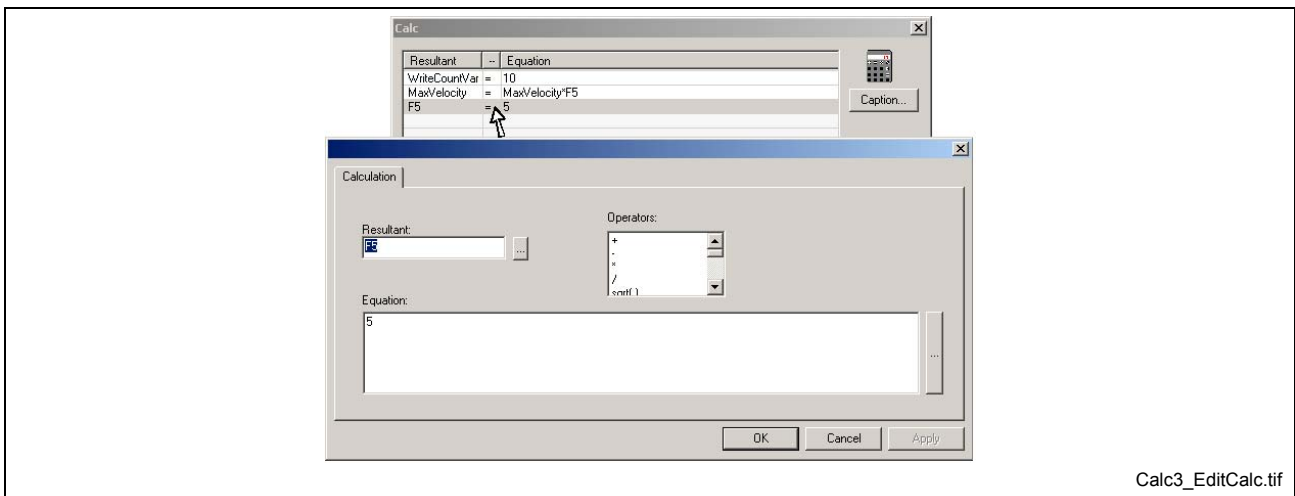 Calc
Resultant -- Equation
WriteCountVar = 10
MaxVelocity = MaxVelocity*F5
F5 = 5
Caption...
Calculation
Resultant:
F5
...
Operators:
+
-
*
/
sqrt( )
Equation:
5
...
OK Cancel Apply
Calc3_EditCalc.tif